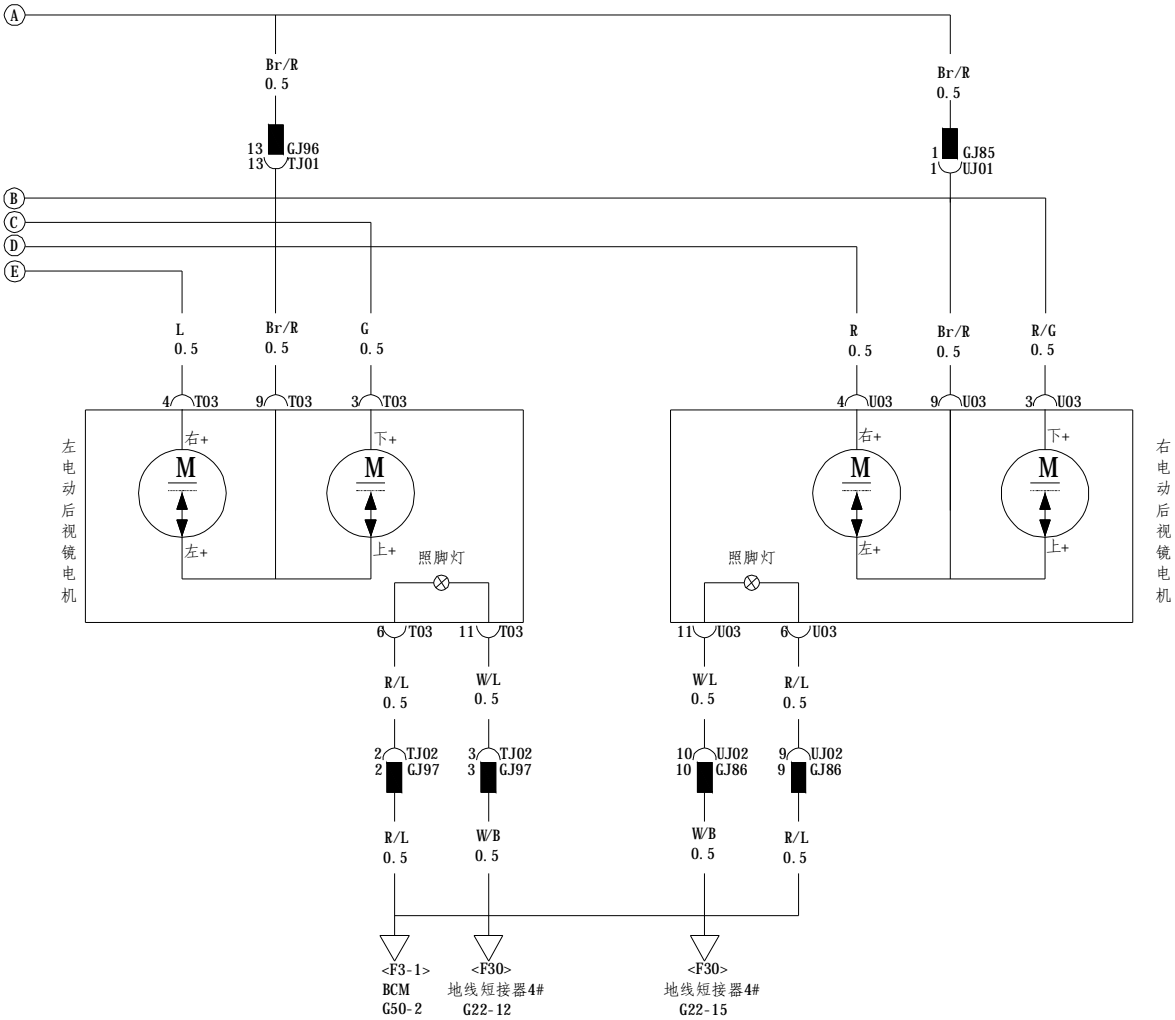 A
Br/R
0.5
Br/R
0.5
13 GJ96
13 TJ01
1 GJ85
1 UJ01
B
C
D
E
L
0.5
Br/R
0.5
G
0.5
R
0.5
Br/R
0.5
R/G
0.5
4 T03
9 T03
3 T03
4 U03
9 U03
3 U03
左电动后视镜电机
右+
M
左+
下+
M
上+
照脚灯
右+
M
左+
下+
M
上+
照脚灯
右电动后视镜电机
6 T03
11 T03
11 U03
6 U03
R/L
0.5
W/L
0.5
W/L
0.5
R/L
0.5
2 TJ02
2 GJ97
3 TJ02
3 GJ97
10 UJ02
10 GJ86
9 UJ02
9 GJ86
R/L
0.5
W/B
0.5
W/B
0.5
R/L
0.5
<F3-1>
BCM
G50-2
<F30>
地线短接器4#
G22-12
<F30>
地线短接器4#
G22-15